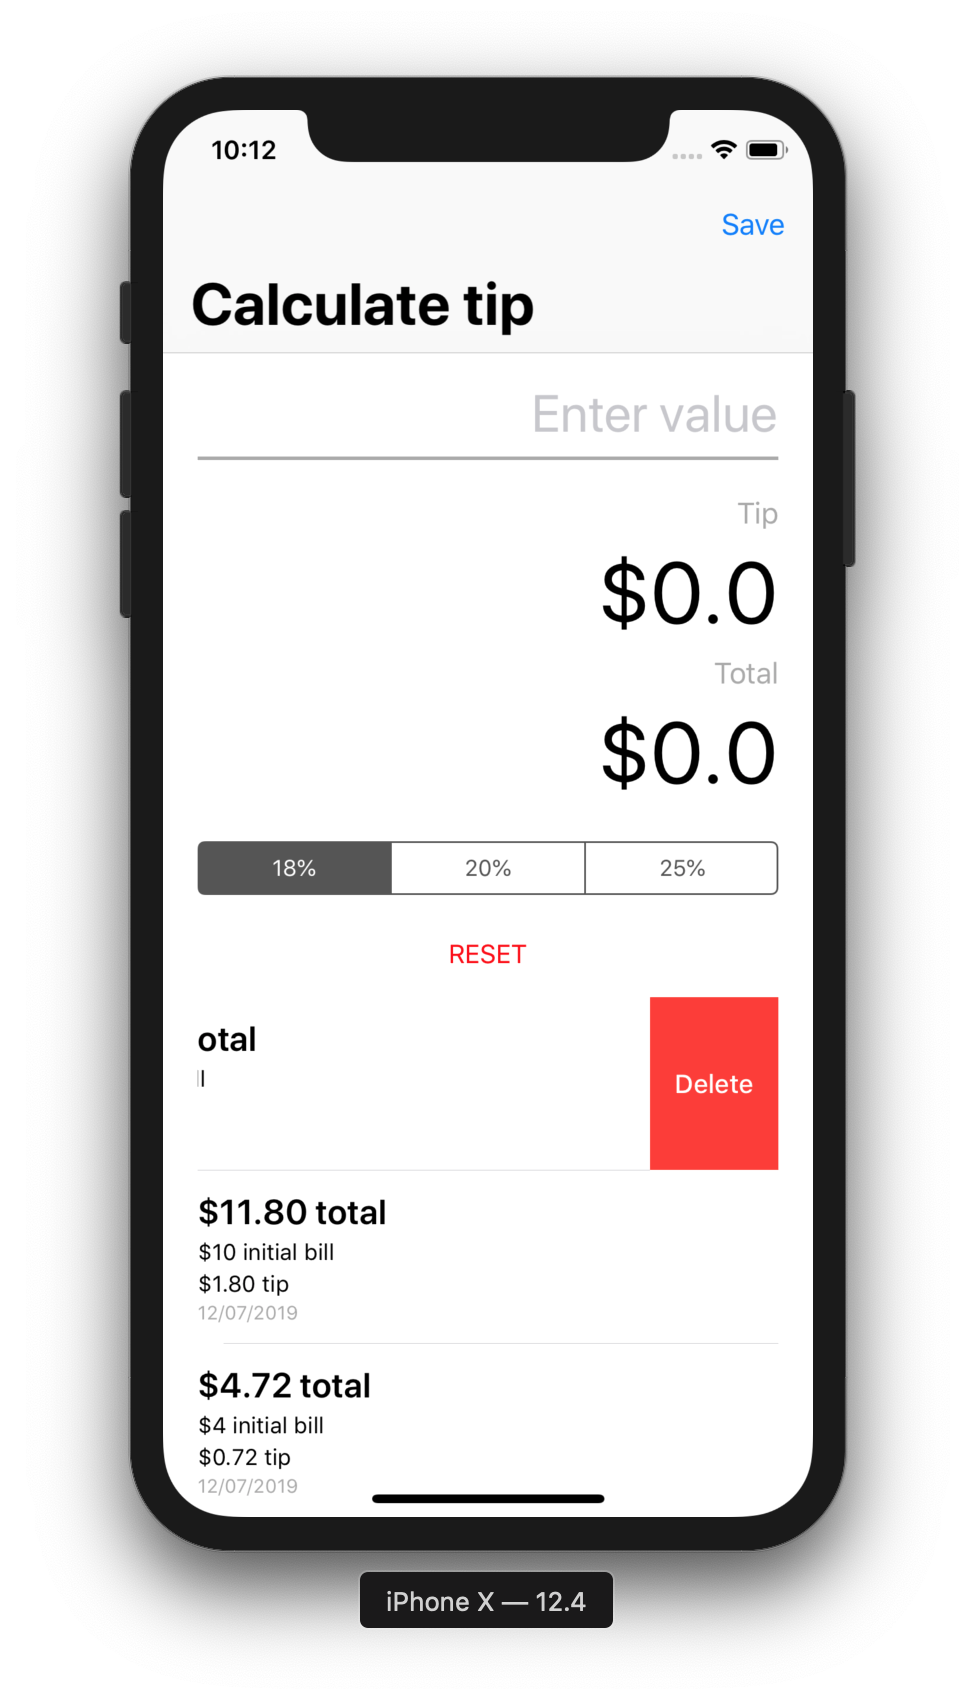 10:12
Save
Calculate tip
Enter value
Tip
$0.0
Total
$0.0
18% 20% 25%
RESET
otal
ll
Delete
$11.80 total
$10 initial bill
$1.80 tip
12/07/2019
$4.72 total
$4 initial bill
$0.72 tip
12/07/2019
iPhone X — 12.4